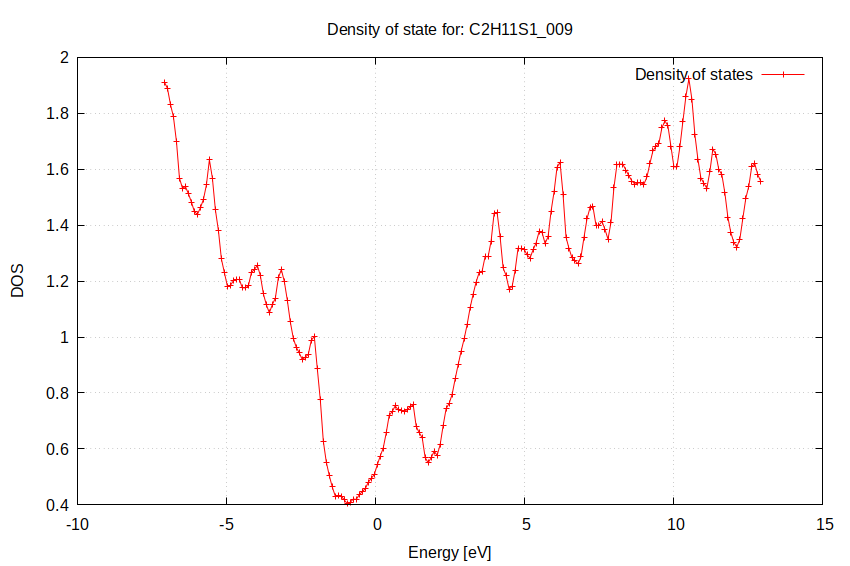 Density of state for: C2H11S1_009
Density of states
2
1.8
1.6
1.4
1.2
1
0.8
0.6
0.4
DOS
-10 -5 0 5 10 15
Energy [eV]